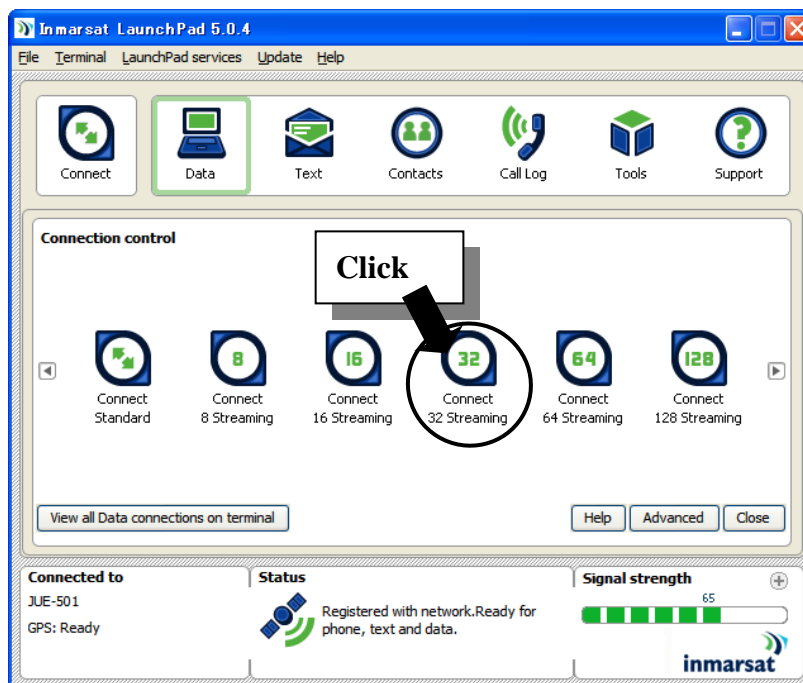 Inmarsat LaunchPad 5.0.4
File Terminal LaunchPad services Update Help
Connect Data Text Contacts Call Log Tools Support
Connection control
Click
8 16 32 64 128
Connect Connect Connect Connect Connect Connect
Standard 8 Streaming 16 Streaming 32 Streaming 64 Streaming 128 Streaming
View all Data connections on terminal Help Advanced Close
Connected to
JUE-501
GPS: Ready
Status
Registered with network.Ready for
phone, text and data.
Signal strength
65
inmarsat